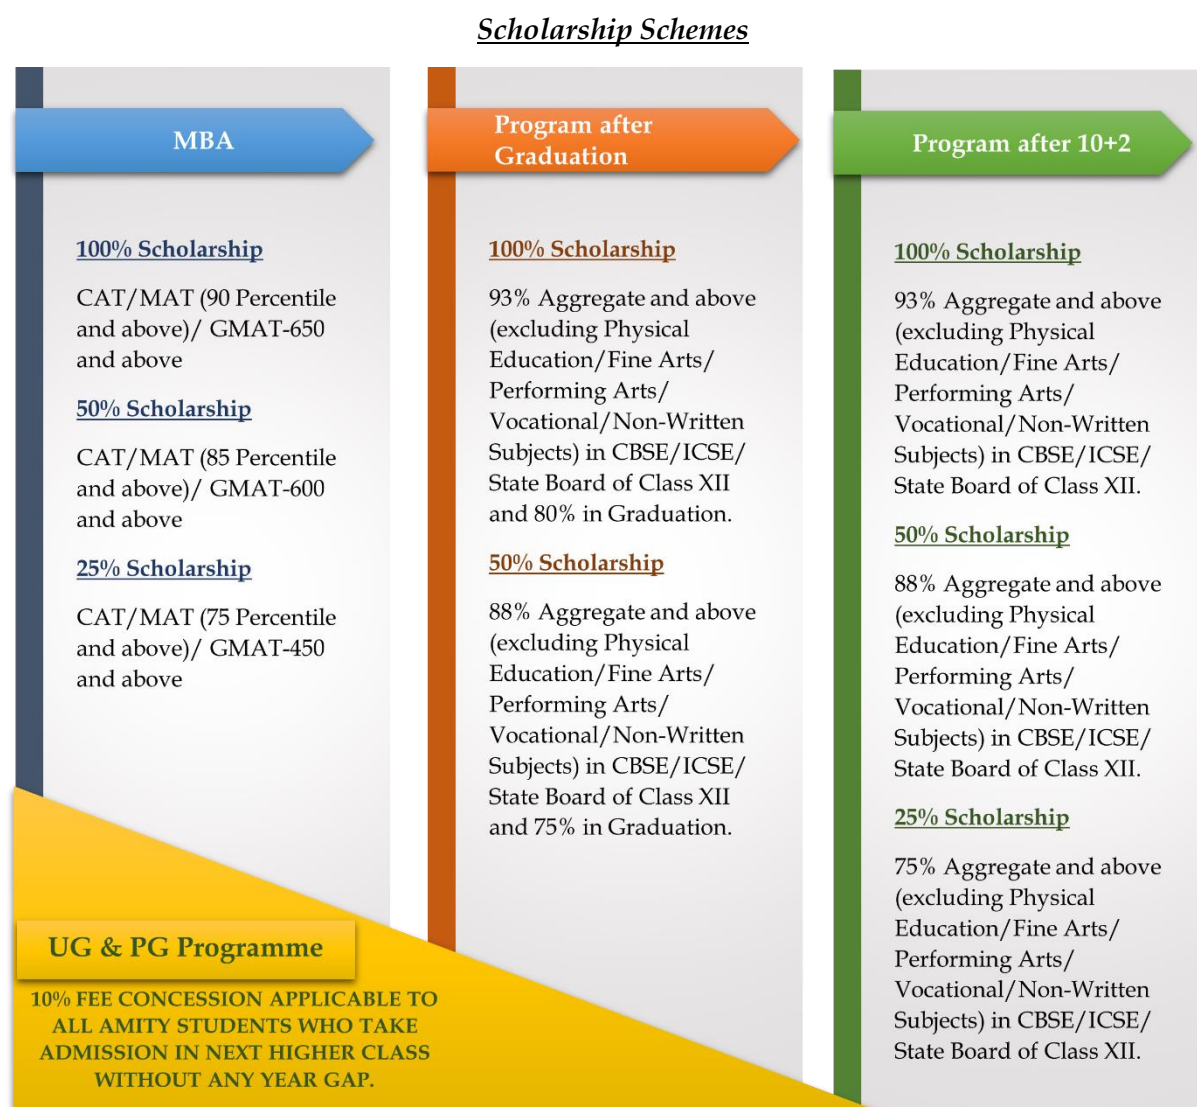 Scholarship Schemes
MBA
100% Scholarship
CAT/MAT (90 Percentile
and above)/ GMAT-650
and above
50% Scholarship
CAT/MAT (85 Percentile
and above)/ GMAT-600
and above
25% Scholarship
CAT/MAT (75 Percentile
and above)/ GMAT-450
and above
Program after
Graduation
100% Scholarship
93% Aggregate and above
(excluding Physical
Education/Fine Arts/
Performing Arts/
Vocational/Non-Written
Subjects) in CBSE/ICSE/
State Board of Class XII
and 80% in Graduation.
50% Scholarship
88% Aggregate and above
(excluding Physical
Education/Fine Arts/
Performing Arts/
Vocational/Non-Written
Subjects) in CBSE/ICSE/
State Board of Class XII
and 75% in Graduation.
Program after 10+2
100% Scholarship
93% Aggregate and above
(excluding Physical
Education/Fine Arts/
Performing Arts/
Vocational/Non-Written
Subjects) in CBSE/ICSE/
State Board of Class XII.
50% Scholarship
88% Aggregate and above
(excluding Physical
Education/Fine Arts/
Performing Arts/
Vocational/Non-Written
Subjects) in CBSE/ICSE/
State Board of Class XII.
25% Scholarship
75% Aggregate and above
(excluding Physical
Education/Fine Arts/
Performing Arts/
Vocational/Non-Written
Subjects) in CBSE/ICSE/
State Board of Class XII.
UG & PG Programme
10% FEE CONCESSION APPLICABLE TO
ALL AMITY STUDENTS WHO TAKE
ADMISSION IN NEXT HIGHER CLASS
WITHOUT ANY YEAR GAP.